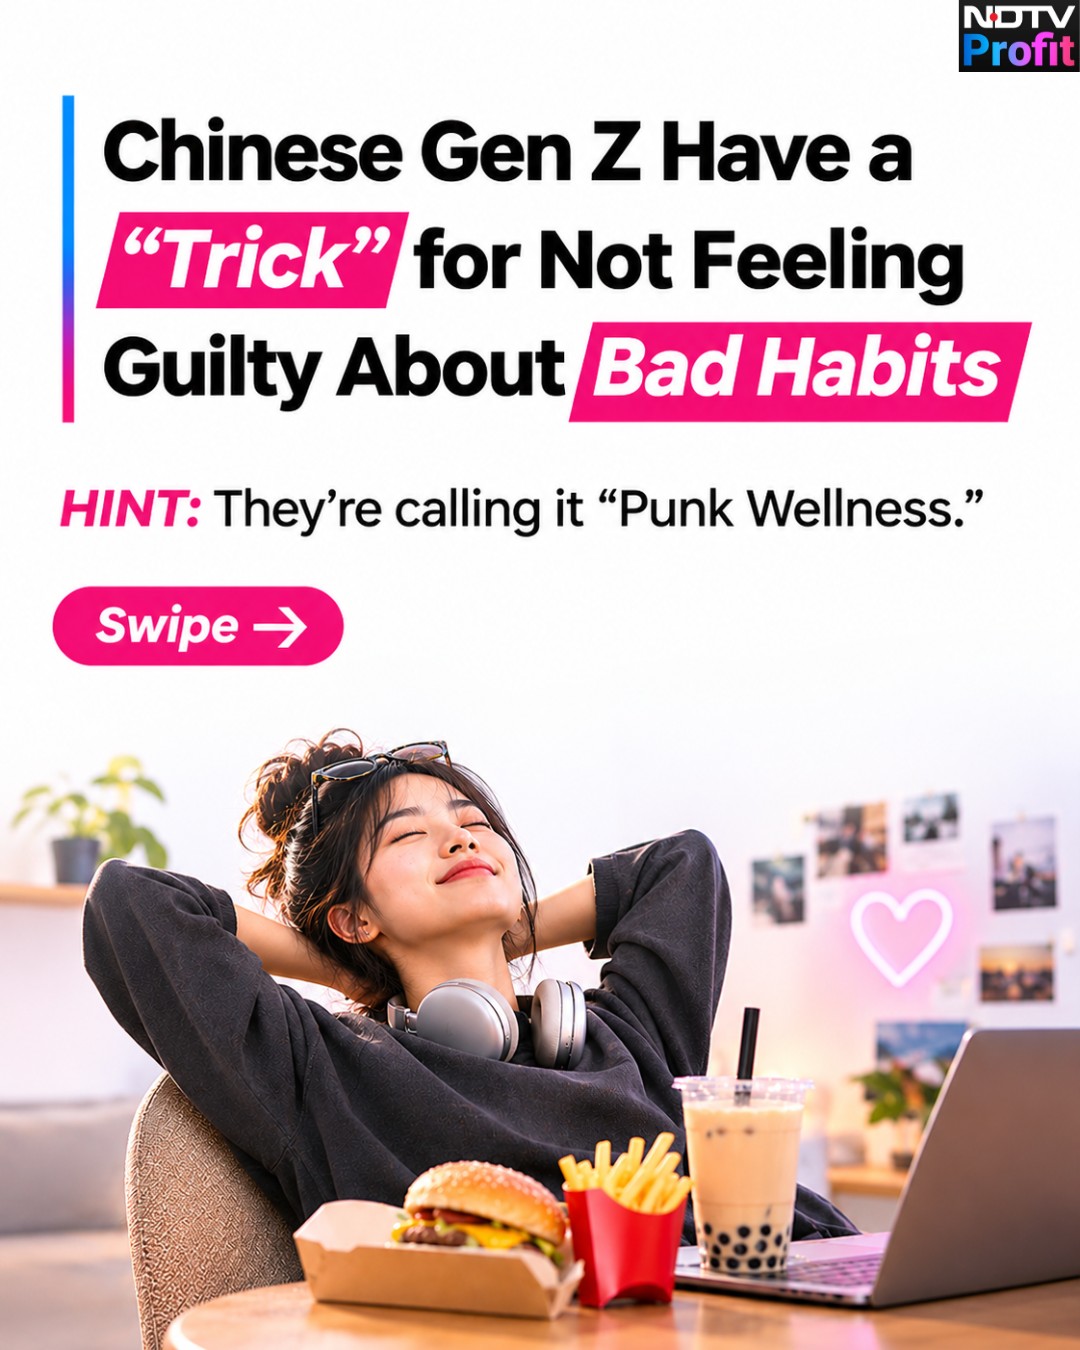 NDTV
Profit
Chinese Gen Z Have a
“Trick” for Not Feeling
Guilty About Bad Habits
HINT: They’re calling it “Punk Wellness.”
Swipe →